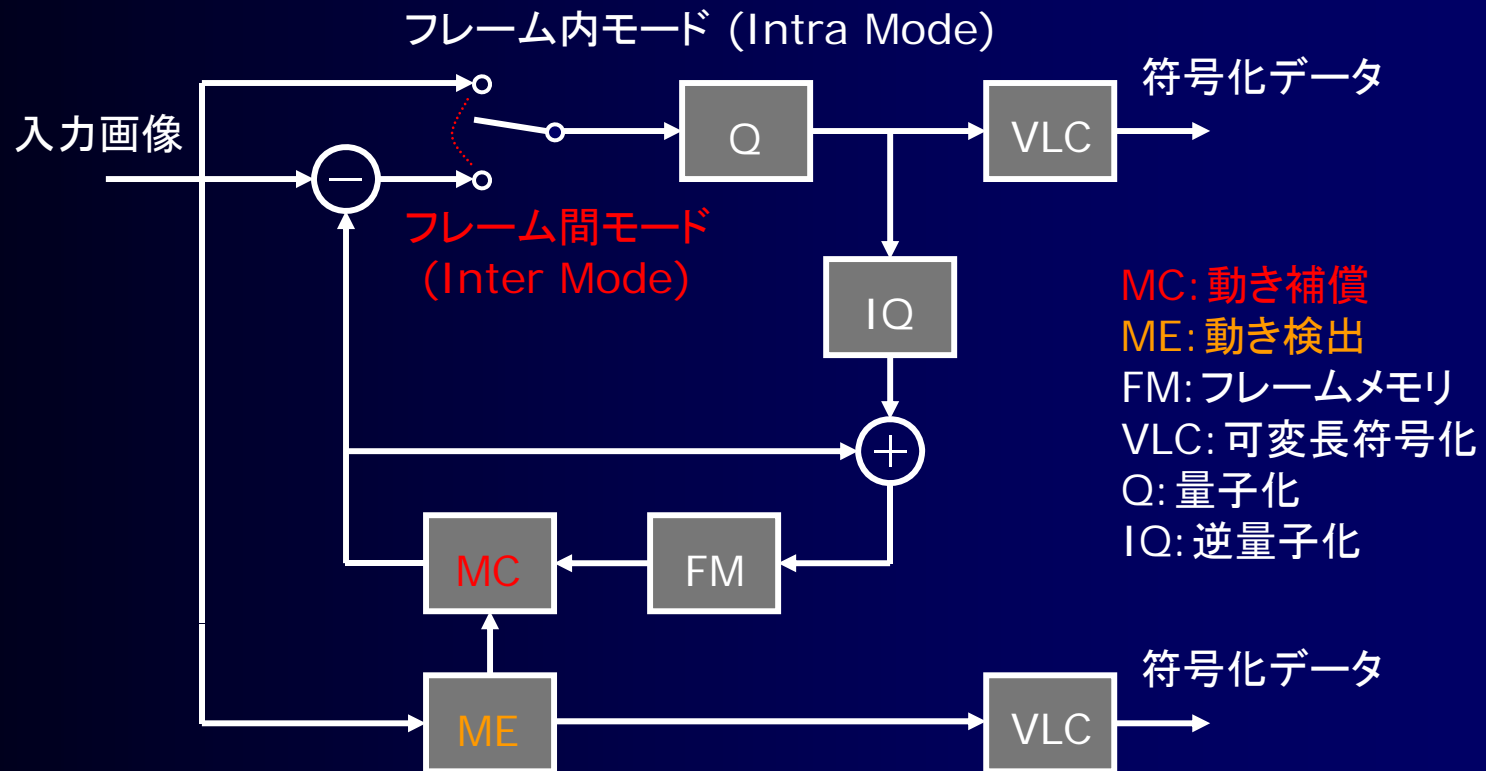 フレーム内モード (Intra Mode)
符号化データ
入力画像
Q
VLC
－
フレーム間モード
(Inter Mode)
IQ
MC: 動き補償
ME: 動き検出
FM: フレームメモリ
VLC: 可変長符号化
Q: 量子化
IQ: 逆量子化
＋
MC
FM
符号化データ
ME
VLC